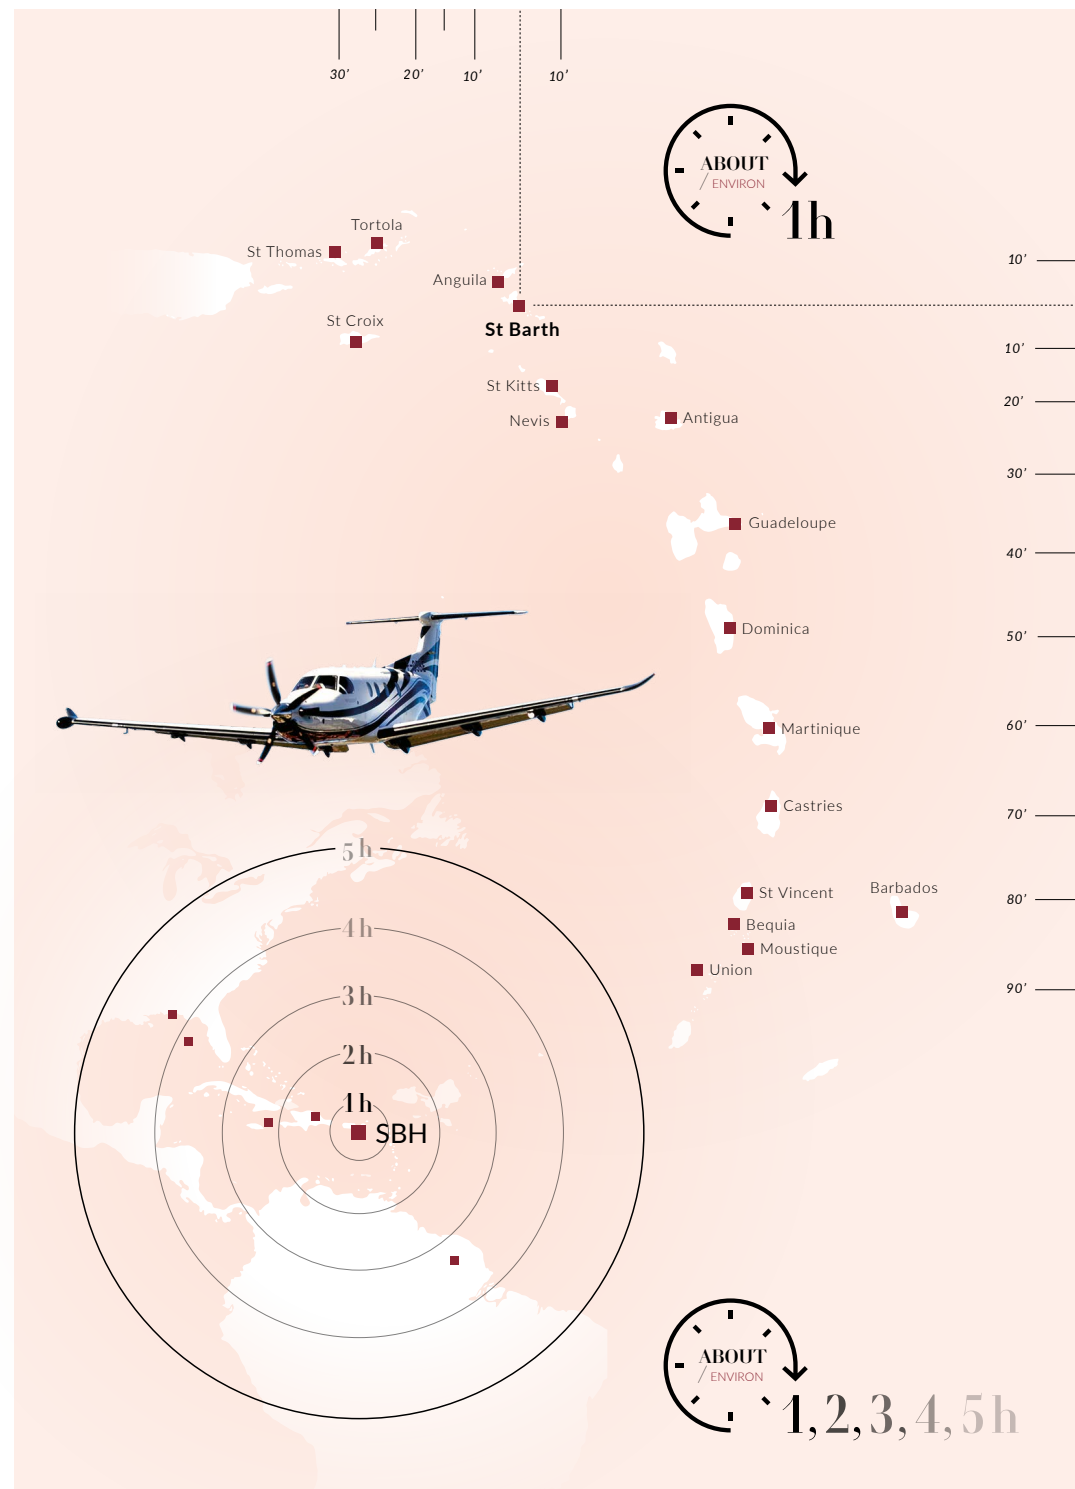 30'
20'
10'
10'
ABOUT
/ ENVIRON
1h
Tortola
St Thomas
10'
Anguila
St Croix
St Barth
10'
St Kitts
20'
Nevis
Antigua
30'
Guadeloupe
40'
Dominica
50'
Martinique
60'
Castries
70'
5h
St Vincent
Barbados
80'
Bequia
4h
Moustique
Union
90'
3h
2h
1h
SBH
ABOUT
/ ENVIRON
1, 2, 3, 4, 5h